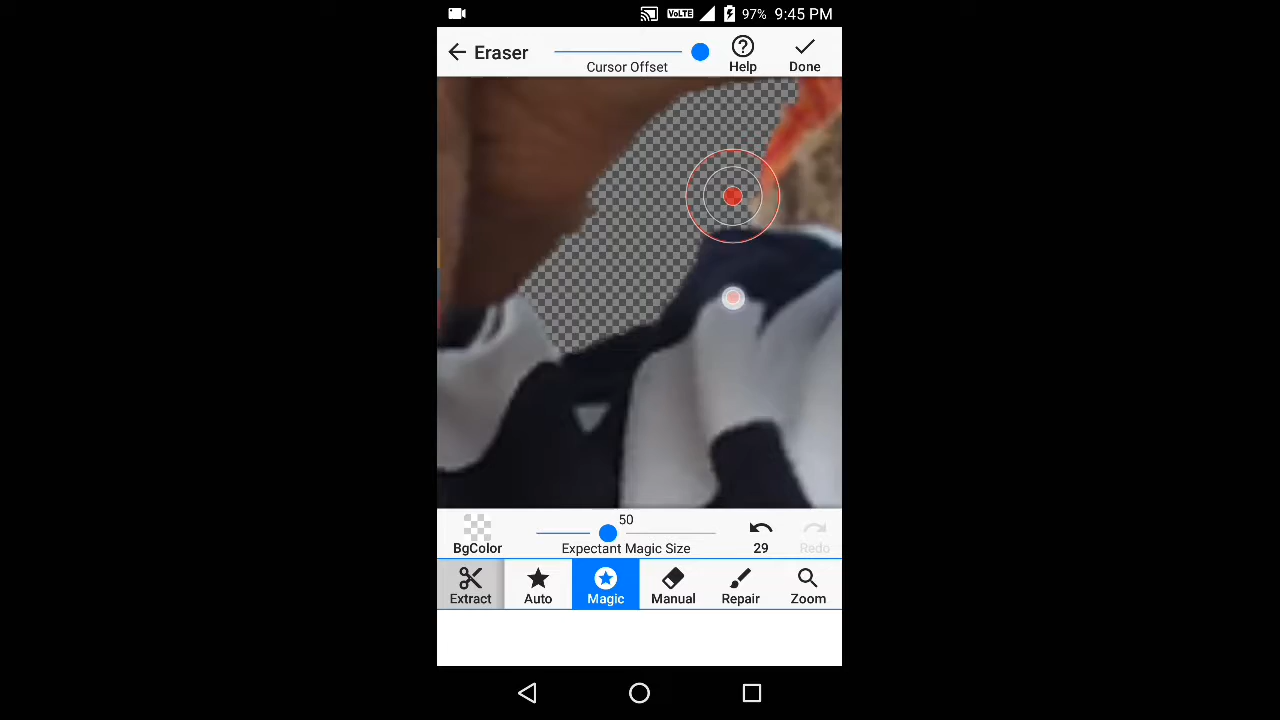 VoLTE 97% 9:45 PM
Eraser Cursor Offset Help Done
50
BgColor Expectant Magic Size 29 Redo
Extract Auto Magic Manual Repair Zoom